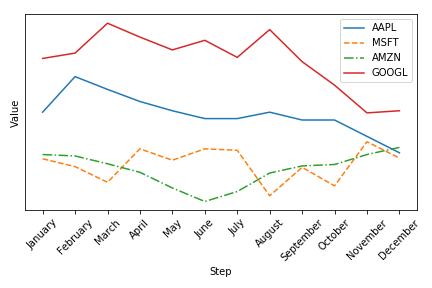 AAPL
MSFT
AMZN
GOOGL
Value
January
February
March
April
May
June
July
August
September
October
November
December
Step